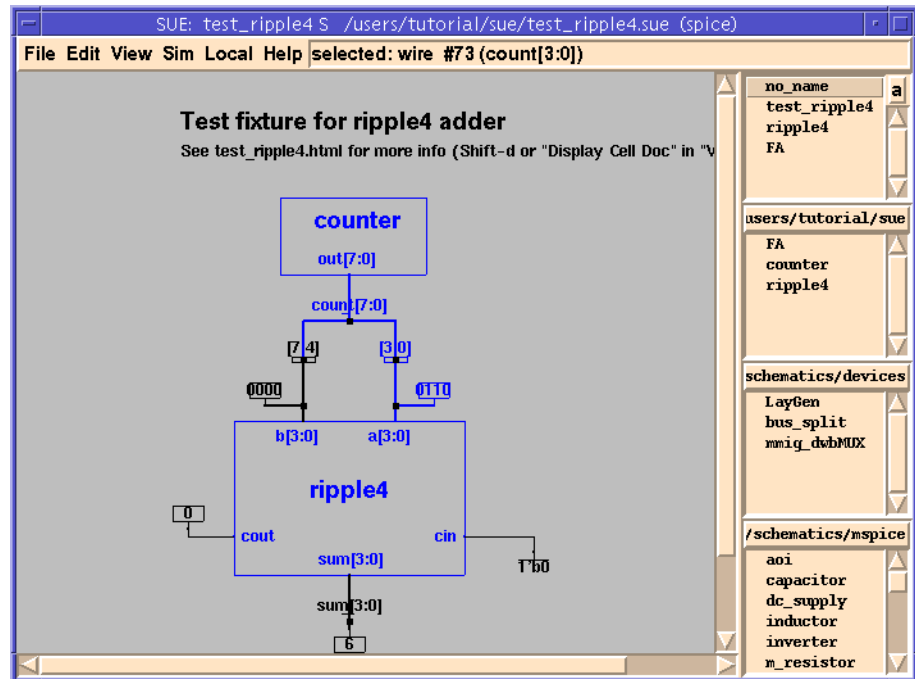 SUE: test_ripple4 S /users/tutorial/sue/test_ripple4.sue (spice)
File Edit View Sim Local Help selected: wire #73 (count[3:0])
Test fixture for ripple4 adder
See test_ripple4.html for more info (Shift-d or "Display Cell Doc" in "V
counter
out[7:0]
count[7:0]
[7:4] [3:0]
0000 0110
b[3:0] a[3:0]
ripple4
0
cout cin
1'b0
sum[3:0]
sum[3:0]
6
no_name
a
test_ripple4
ripple4
FA
users/tutorial/sue
FA
counter
ripple4
schematics/devices
LayGen
bus_split
mmig_dwbMUX
/schematics/mspice
aoi
capacitor
dc_supply
inductor
inverter
m_resistor